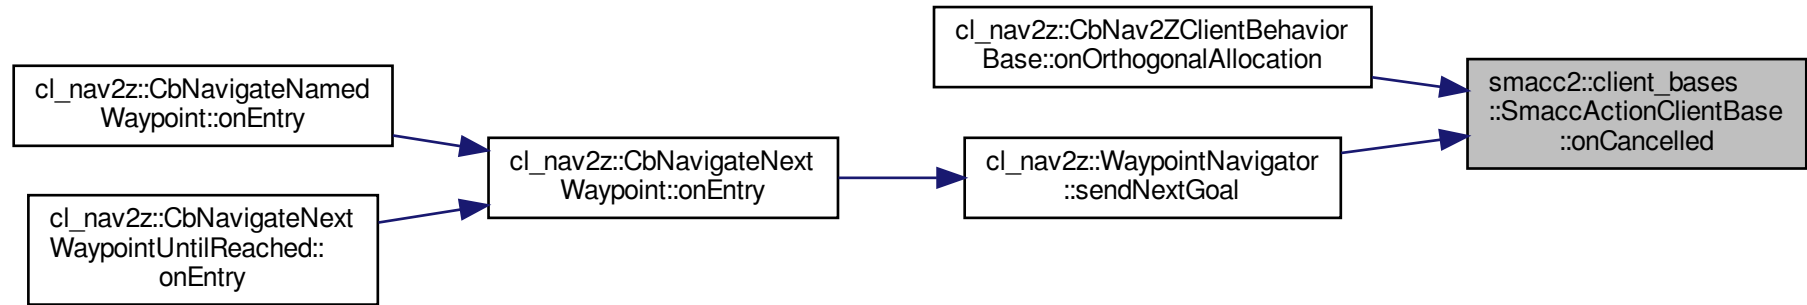 cl_nav2z::CbNavigateNamed
Waypoint::onEntry
cl_nav2z::CbNavigateNext
WaypointUntilReached::
onEntry
cl_nav2z::CbNavigateNext
Waypoint::onEntry
cl_nav2z::CbNav2ZClientBehavior
Base::onOrthogonalAllocation
cl_nav2z::WaypointNavigator
::sendNextGoal
smacc2::client_bases
::SmaccActionClientBase
::onCancelled